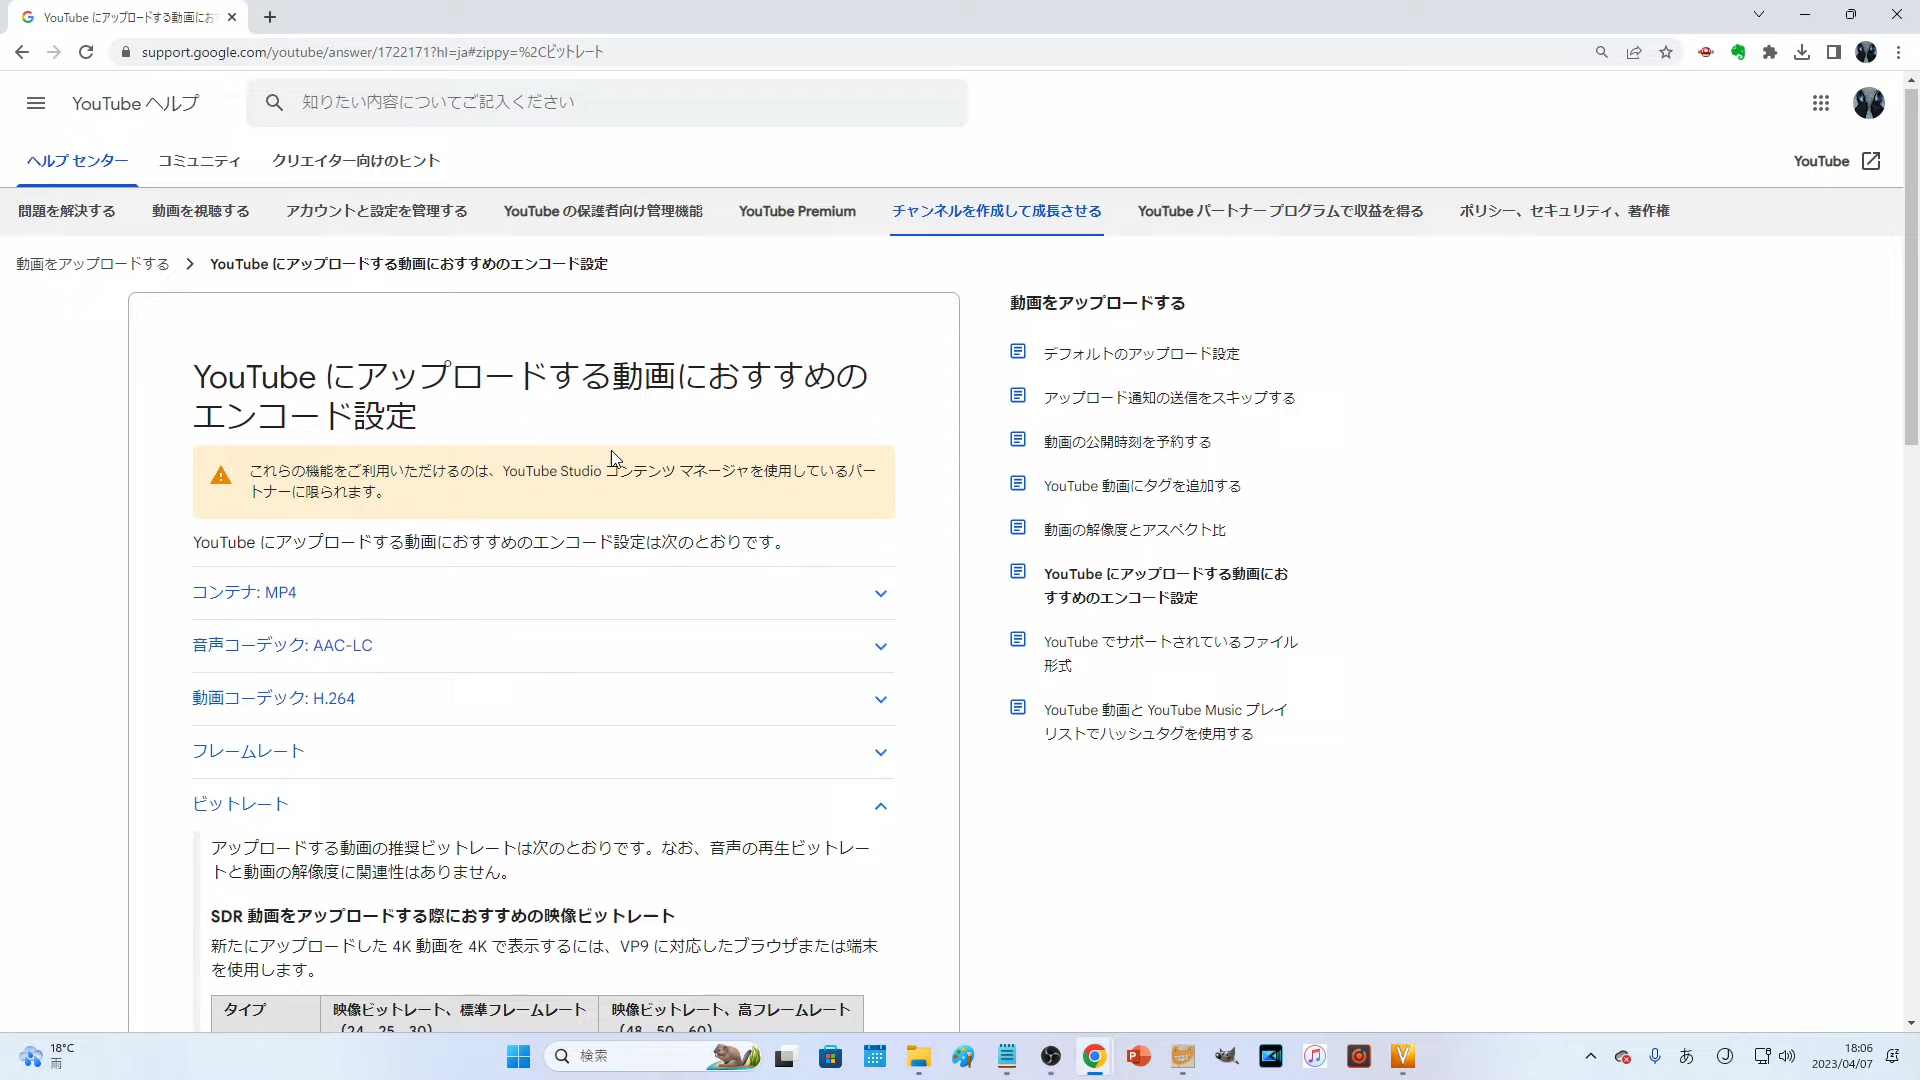 YouTube にアップロードする動画にお
support.google.com/youtube/answer/1722171?hl=ja#zippy=%2Cビットレート
YouTube ヘルプ
知りたい内容についてご記入ください
ヘルプ センター
コミュニティ
クリエイター向けのヒント
YouTube
問題を解決する
動画を視聴する
アカウントと設定を管理する
YouTube の保護者向け管理機能
YouTube Premium
チャンネルを作成して成長させる
YouTube パートナー プログラムで収益を得る
ポリシー、セキュリティ、著作権
動画をアップロードする
YouTube にアップロードする動画におすすめのエンコード設定
YouTube にアップロードする動画におすすめの
エンコード設定
これらの機能をご利用いただけるのは、YouTube Studio コンテンツ マネージャを使用しているパー
トナーに限られます。
YouTube にアップロードする動画におすすめのエンコード設定は次のとおりです。
コンテナ: MP4
音声コーデック: AAC-LC
動画コーデック: H.264
フレームレート
ビットレート
アップロードする動画の推奨ビットレートは次のとおりです。なお、音声の再生ビットレー
トと動画の解像度に関連性はありません。
SDR 動画をアップロードする際におすすめの映像ビットレート
新たにアップロードした 4K 動画を 4K で表示するには、VP9 に対応したブラウザまたは端末
を使用します。
タイプ
映像ビットレート、標準フレームレート
（24、25、30）
映像ビットレート、高フレームレート
（48、50、60）
動画をアップロードする
デフォルトのアップロード設定
アップロード通知の送信をスキップする
動画の公開時刻を予約する
YouTube 動画にタグを追加する
動画の解像度とアスペクト比
YouTube にアップロードする動画にお
すすめのエンコード設定
YouTube でサポートされているファイル
形式
YouTube 動画と YouTube Music プレイ
リストでハッシュタグを使用する
18°C
雨
検索
あ
18:06
2023/04/07